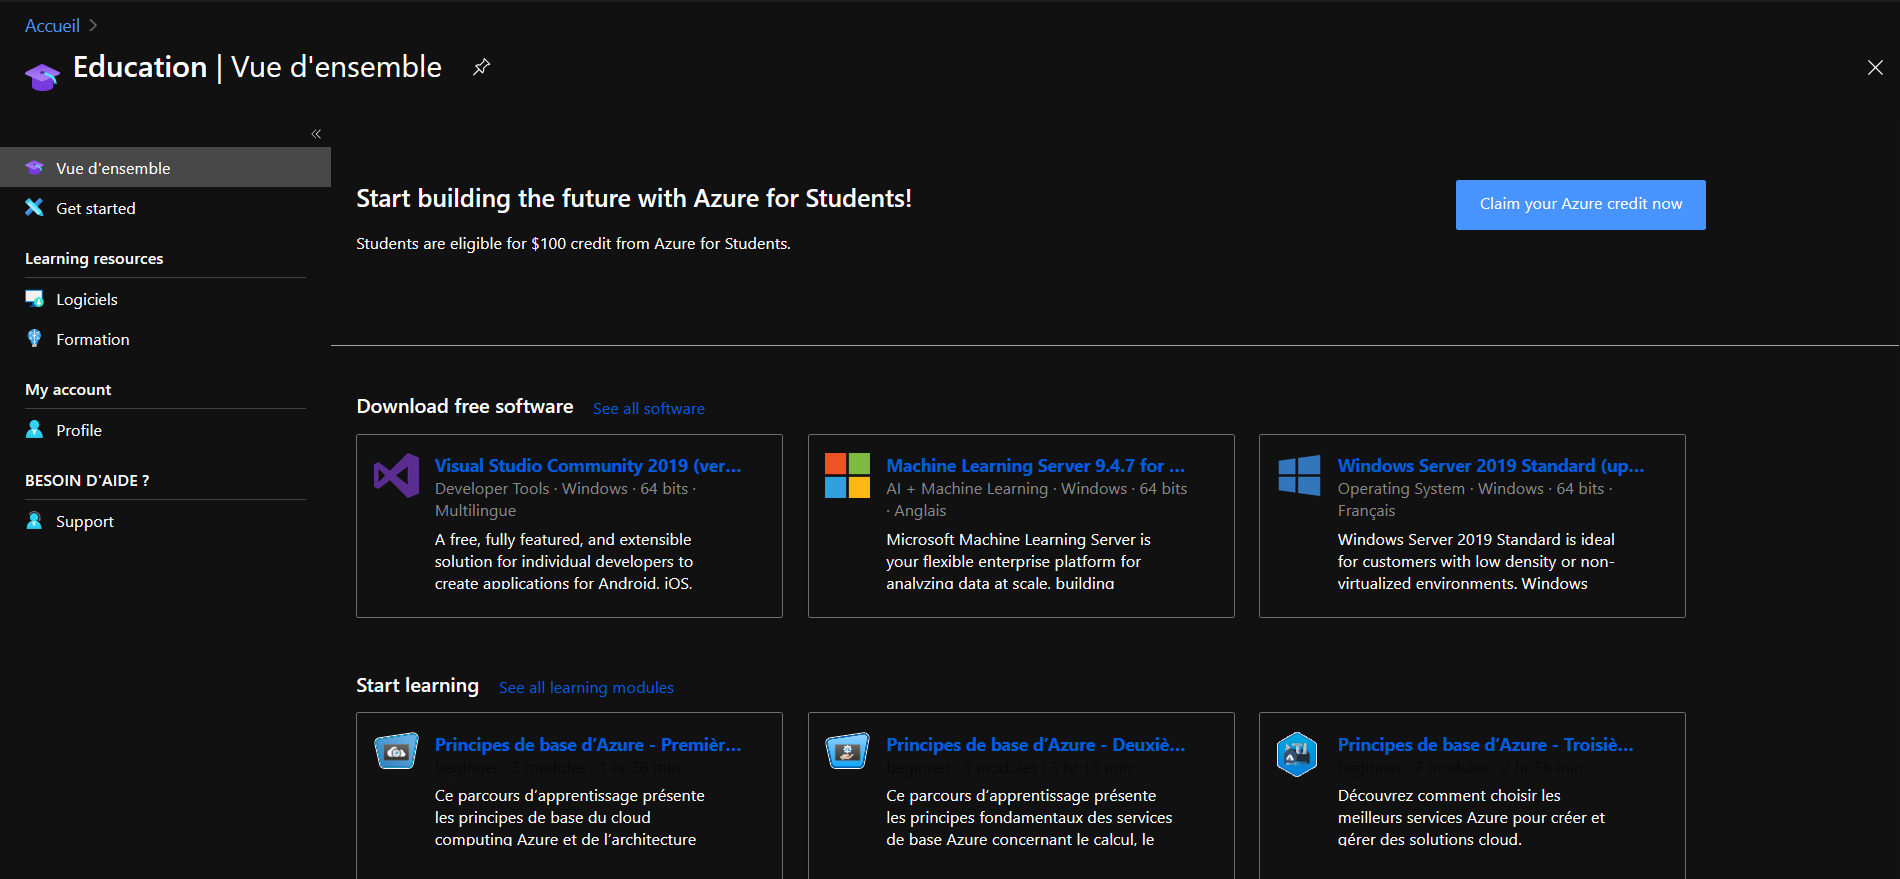 Accueil
Education | Vue d'ensemble
Vue d'ensemble
Get started
Learning resources
Logiciels
Formation
My account
Profile
BESOIN D'AIDE ?
Support
Start building the future with Azure for Students!
Students are eligible for $100 credit from Azure for Students.
Claim your Azure credit now
Download free software See all software
Visual Studio Community 2019 (ver...
Developer Tools · Windows · 64 bits ·
Multilingue
A free, fully featured, and extensible
solution for individual developers to
create applications for Android, iOS,
Machine Learning Server 9.4.7 for ...
AI + Machine Learning · Windows · 64 bits
· Anglais
Microsoft Machine Learning Server is
your flexible enterprise platform for
analyzing data at scale, building
Windows Server 2019 Standard (up...
Operating System · Windows · 64 bits ·
Français
Windows Server 2019 Standard is ideal
for customers with low density or non-
virtualized environments. Windows
Start learning See all learning modules
Principes de base d’Azure - Premièr...
beginner · 3 modules · 1 hr 36 min
Ce parcours d’apprentissage présente
les principes de base du cloud
computing Azure et de l’architecture
Principes de base d’Azure - Deuxiè...
beginner · 5 modules · 3 hr 18 min
Ce parcours d’apprentissage présente
les principes fondamentaux des services
de base Azure concernant le calcul, le
Principes de base d’Azure - Troisiè...
beginner · 7 modules · 2 hr 56 min
Découvrez comment choisir les
meilleurs services Azure pour créer et
gérer des solutions cloud.